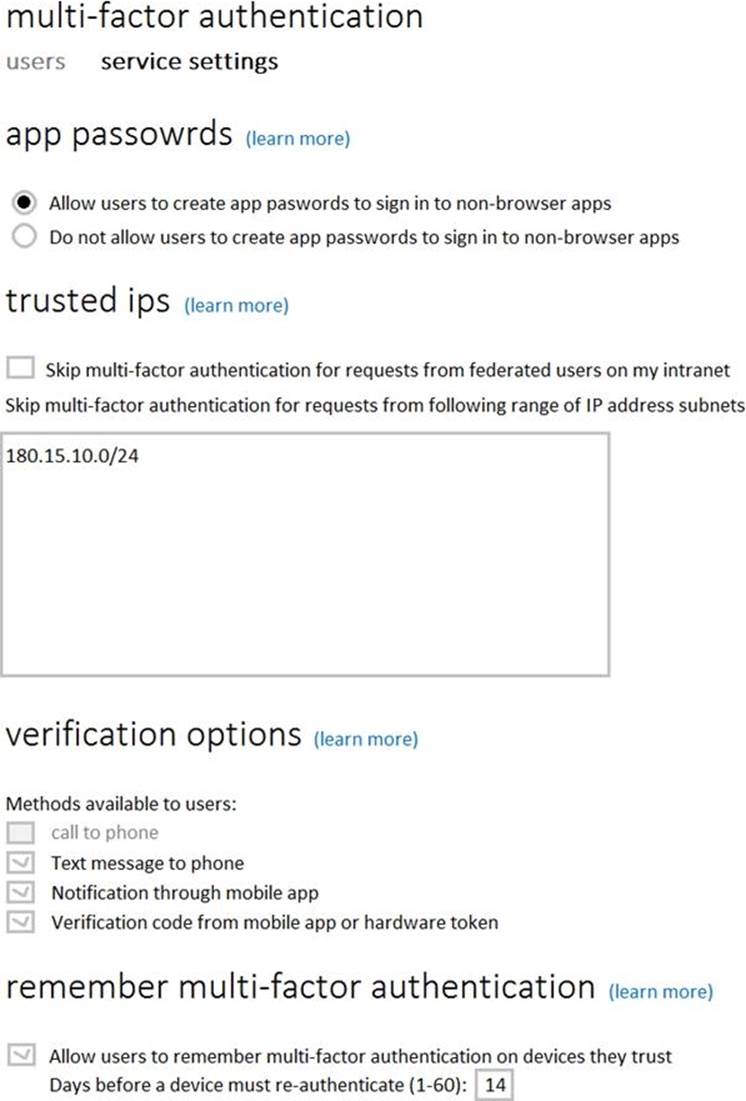 multi-factor authentication
users service settings
app passowrds (learn more)
Allow users to create app paswords to sign in to non-browser apps
Do not allow users to create app passwords to sign in to non-browser apps
trusted ips (learn more)
Skip multi-factor authentication for requests from federated users on my intranet
Skip multi-factor authentication for requests from following range of IP address subnets
180.15.10.0/24
verification options (learn more)
Methods available to users:
call to phone
Text message to phone
Notification through mobile app
Verification code from mobile app or hardware token
remember multi-factor authentication (learn more)
Allow users to remember multi-factor authentication on devices they trust
Days before a device must re-authenticate (1-60): 14